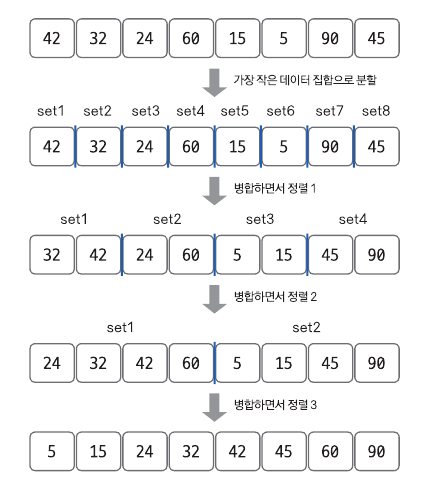 42 32 24 60 15 5 90 45
가장 작은 데이터 집합으로 분할
set1 set2 set3 set4 set5 set6 set7 set8
42 32 24 60 15 5 90 45
병합하면서 정렬 1
set1 set2 set3 set4
32 42 24 60 5 15 45 90
병합하면서 정렬 2
set1 set2
24 32 42 60 5 15 45 90
병합하면서 정렬 3
5 15 24 32 42 45 60 90